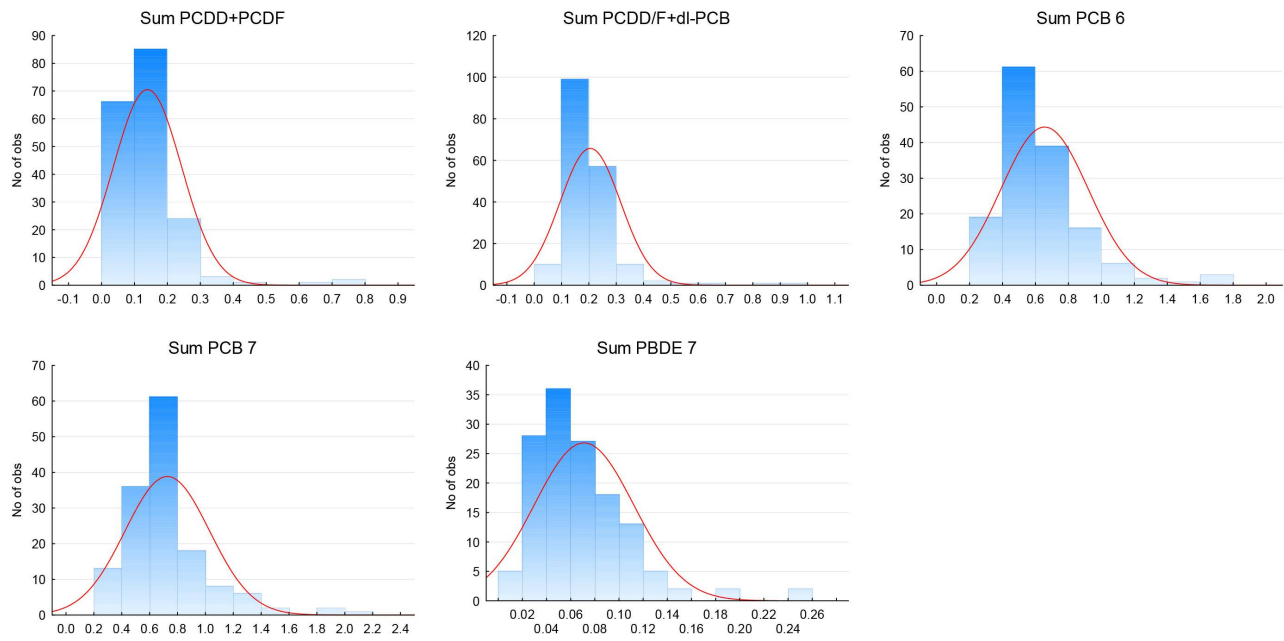 Sum PCDD+PCDF
90
80
70
60
50
40
30
20
10
0
No of obs
-0.1 0.0 0.1 0.2 0.3 0.4 0.5 0.6 0.7 0.8 0.9
Sum PCDD/F+dl-PCB
120
100
80
60
40
20
0
No of obs
-0.1 0.0 0.1 0.2 0.3 0.4 0.5 0.6 0.7 0.8 0.9 1.0 1.1
Sum PCB 6
70
60
50
40
30
20
10
0
No of obs
0.0 0.2 0.4 0.6 0.8 1.0 1.2 1.4 1.6 1.8 2.0
Sum PCB 7
70
60
50
40
30
20
10
0
No of obs
0.0 0.2 0.4 0.6 0.8 1.0 1.2 1.4 1.6 1.8 2.0 2.2 2.4
Sum PBDE 7
40
35
30
25
20
15
10
5
0
No of obs
0.02 0.06 0.10 0.14 0.18 0.22 0.26
0.04 0.08 0.12 0.16 0.20 0.24